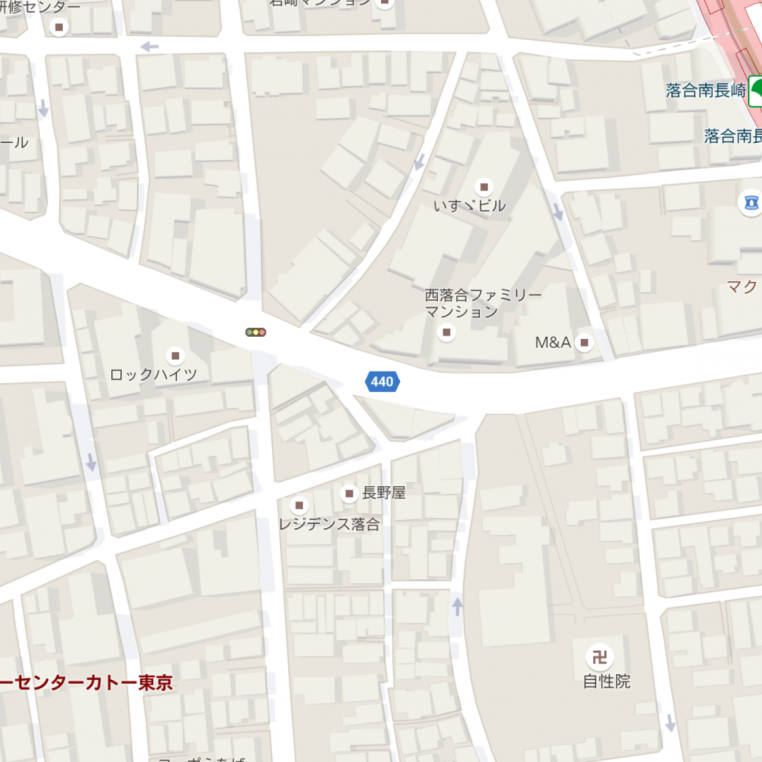 研修センター
岩崎マンション
落合南長崎
落合南長
ール
いすゞビル
マク
西落合ファミリー
マンション
M&A
ロックハイツ
440
長野屋
レジデンス落合
自性院
ーセンターカトー東京